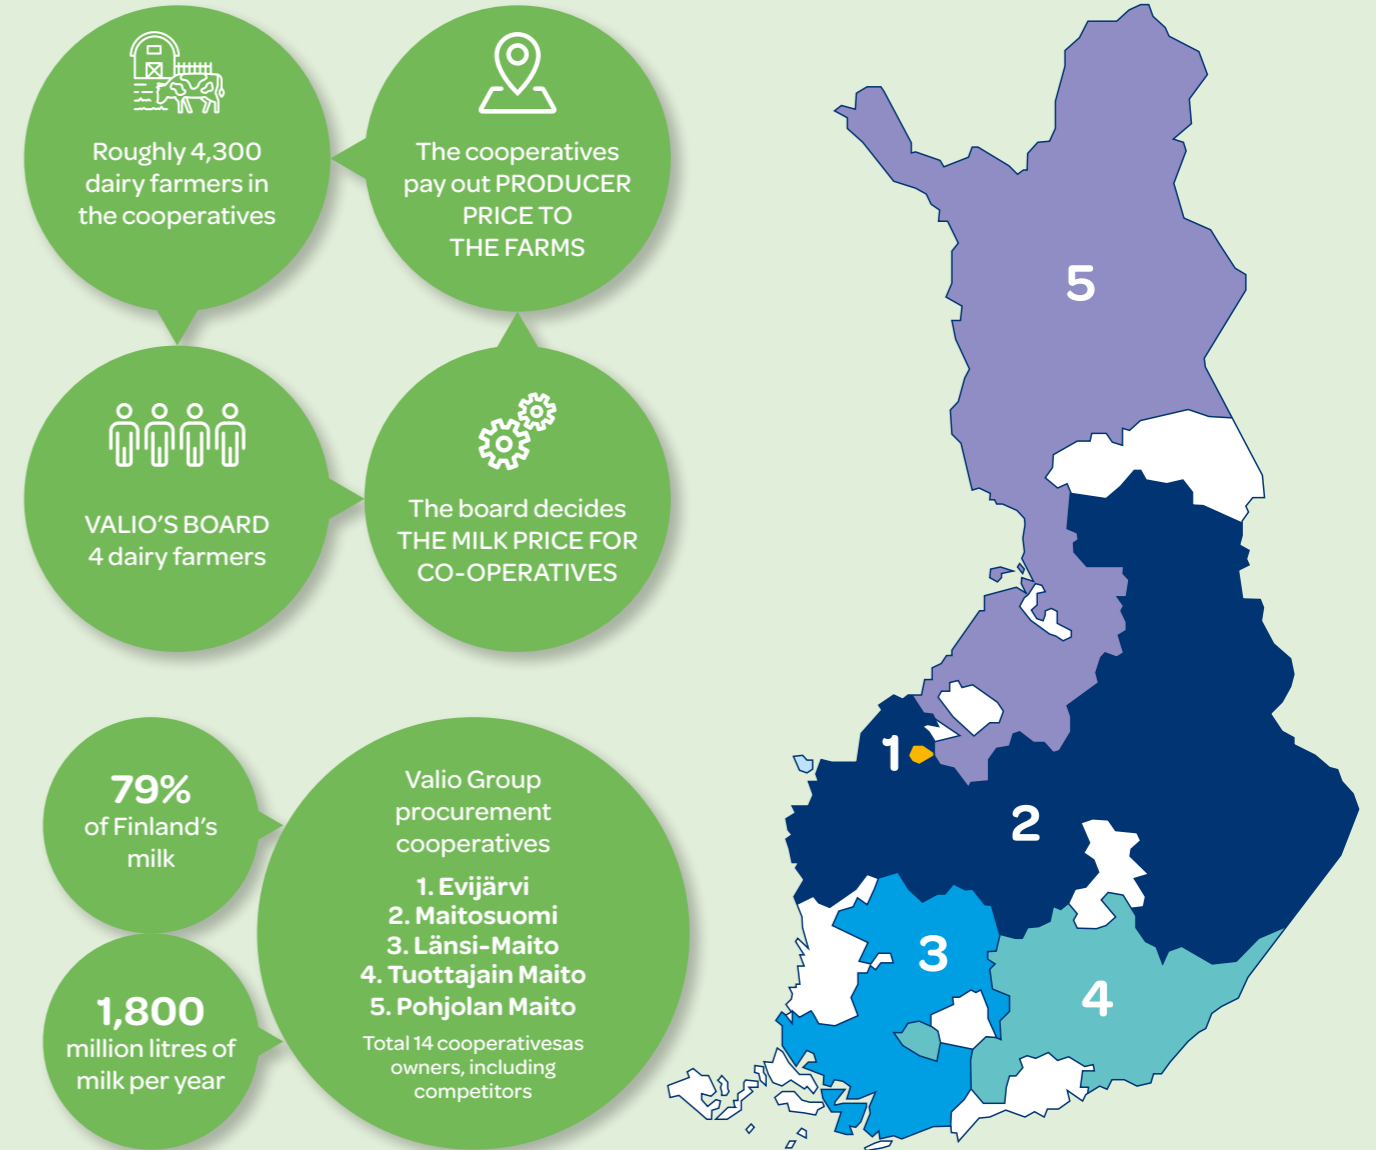 Roughly 4,300
dairy farmers in
the cooperatives
The cooperatives
pay out PRODUCER
PRICE TO
THE FARMS
VALIO'S BOARD
4 dairy farmers
The board decides
THE MILK PRICE FOR
CO-OPERATIVES
79%
of Finland's
milk
1,800
million litres of
milk per year
Valio Group
procurement
cooperatives
1. Evijärvi
2. Maitosuomi
3. Länsi-Maito
4. Tuottajain Maito
5. Pohjolan Maito
Total 14 cooperativesas
owners, including
competitors
5
1
2
3
4